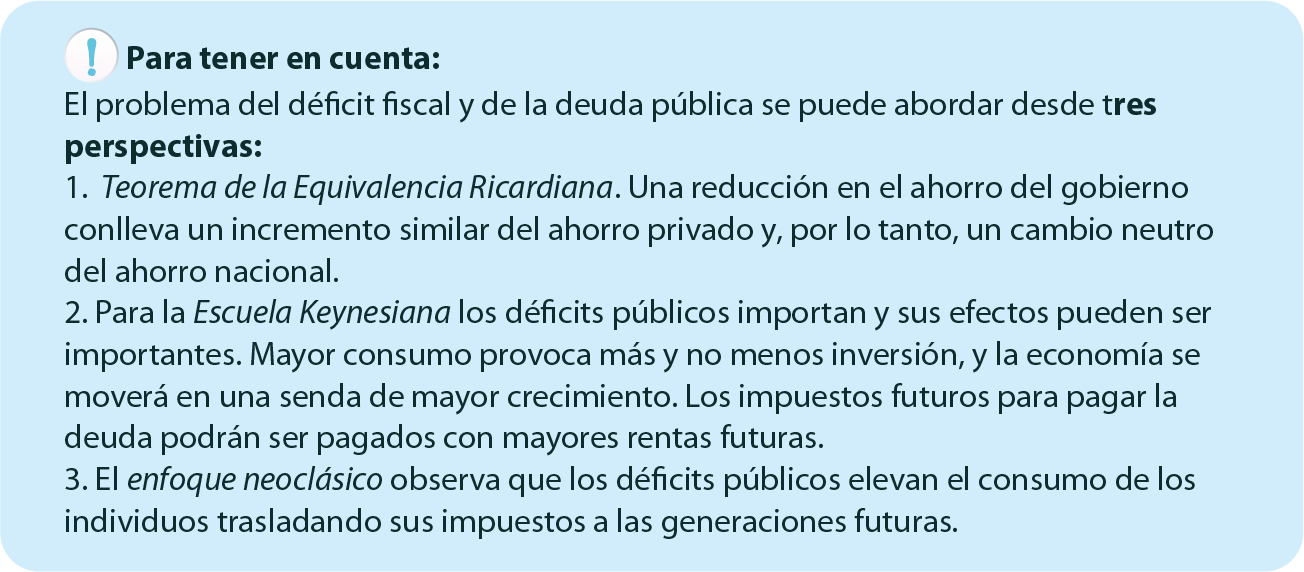 ! Para tener en cuenta:
El problema del déficit fiscal y de la deuda pública se puede abordar desde tres
perspectivas:
1. Teorema de la Equivalencia Ricardiana. Una reducción en el ahorro del gobierno
conlleva un incremento similar del ahorro privado y, por lo tanto, un cambio neutro
del ahorro nacional.
2. Para la Escuela Keynesiana los déficits públicos importan y sus efectos pueden ser
importantes. Mayor consumo provoca más y no menos inversión, y la economía se
moverá en una senda de mayor crecimiento. Los impuestos futuros para pagar la
deuda podrán ser pagados con mayores rentas futuras.
3. El enfoque neoclásico observa que los déficits públicos elevan el consumo de los
individuos trasladando sus impuestos a las generaciones futuras.